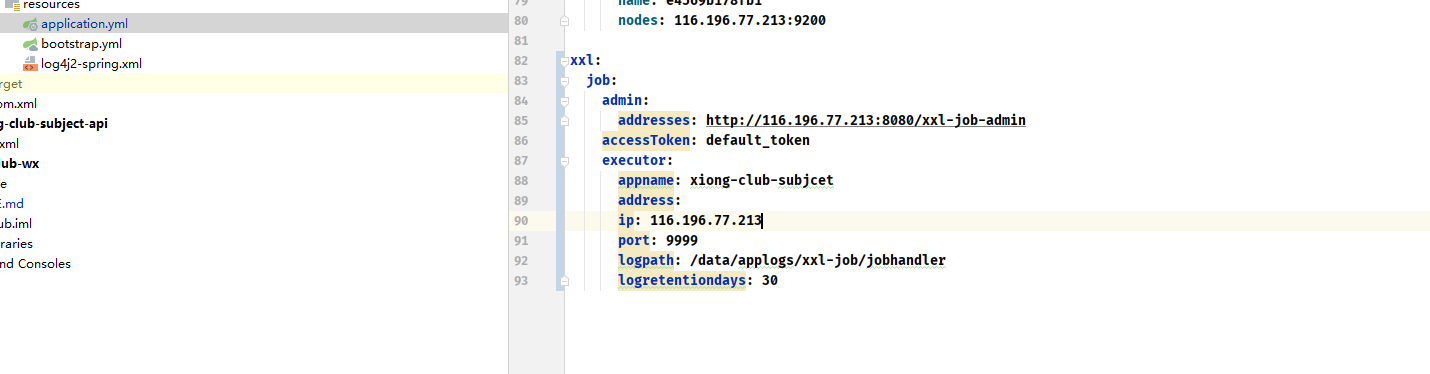 resources
application.yml
bootstrap.yml
log4j2-spring.xml
rget
om.xml
g-club-subject-api
xml
lub-wx
e
E.md
ub.iml
raries
nd Consoles
79 name: e4569b178fb1
80 nodes: 116.196.77.213:9200
81
82 xxl:
83 job:
84 admin:
85 addresses: http://116.196.77.213:8080/xxl-job-admin
86 accessToken: default_token
87 executor:
88 appname: xiong-club-subjcet
89 address:
90 ip: 116.196.77.213
91 port: 9999
92 logpath: /data/applogs/xxl-job/jobhandler
93 logretentiondays: 30